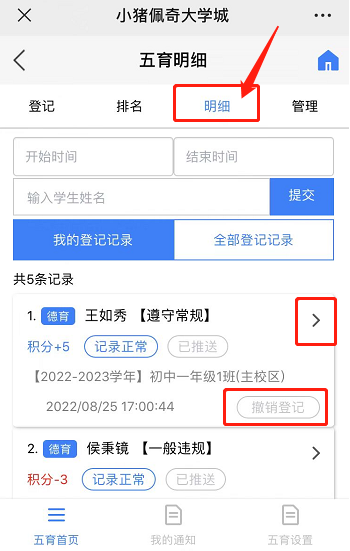 小猪佩奇大学城
五育明细
登记 排名 明细 管理
开始时间 结束时间
输入学生姓名 提交
我的登记记录 全部登记记录
共5条记录
1. 德育 王如秀 【遵守常规】
积分+5 记录正常 已推送
【2022-2023学年】初中一年级1班(主校区)
2022/08/25 17:00:44 撤销登记
2. 德育 侯秉镜 【一般违规】
积分-3 记录正常 已推送
五育首页 我的通知 五育设置